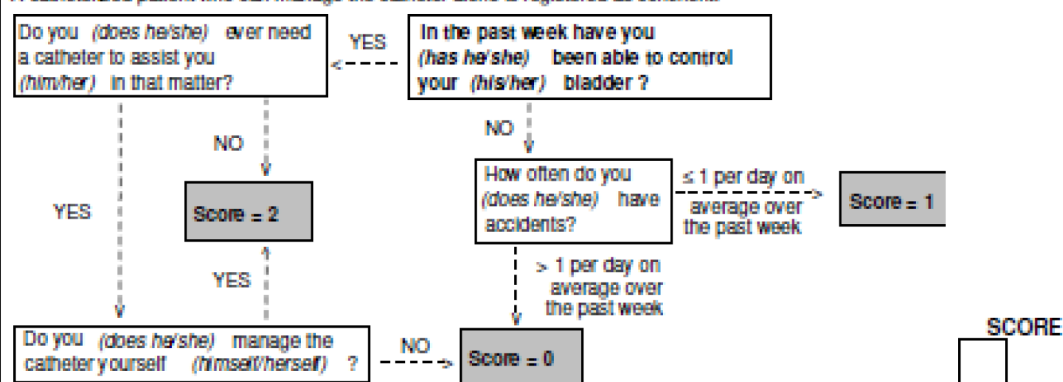 Do you (does he/she) ever need
a catheter to assist you
(him/her) in that matter?
YES
In the past week have you
(has he/she) been able to control
your (his/her) bladder ?
NO
NO
How often do you
(does he/she) have
accidents?
≤ 1 per day on
average over
the past week
Score = 1
YES
Score = 2
YES
> 1 per day on
average over
the past week
SCORE
Do you (does he/she) manage the
catheter yourself (himself/herself) ?
NO
Score = 0